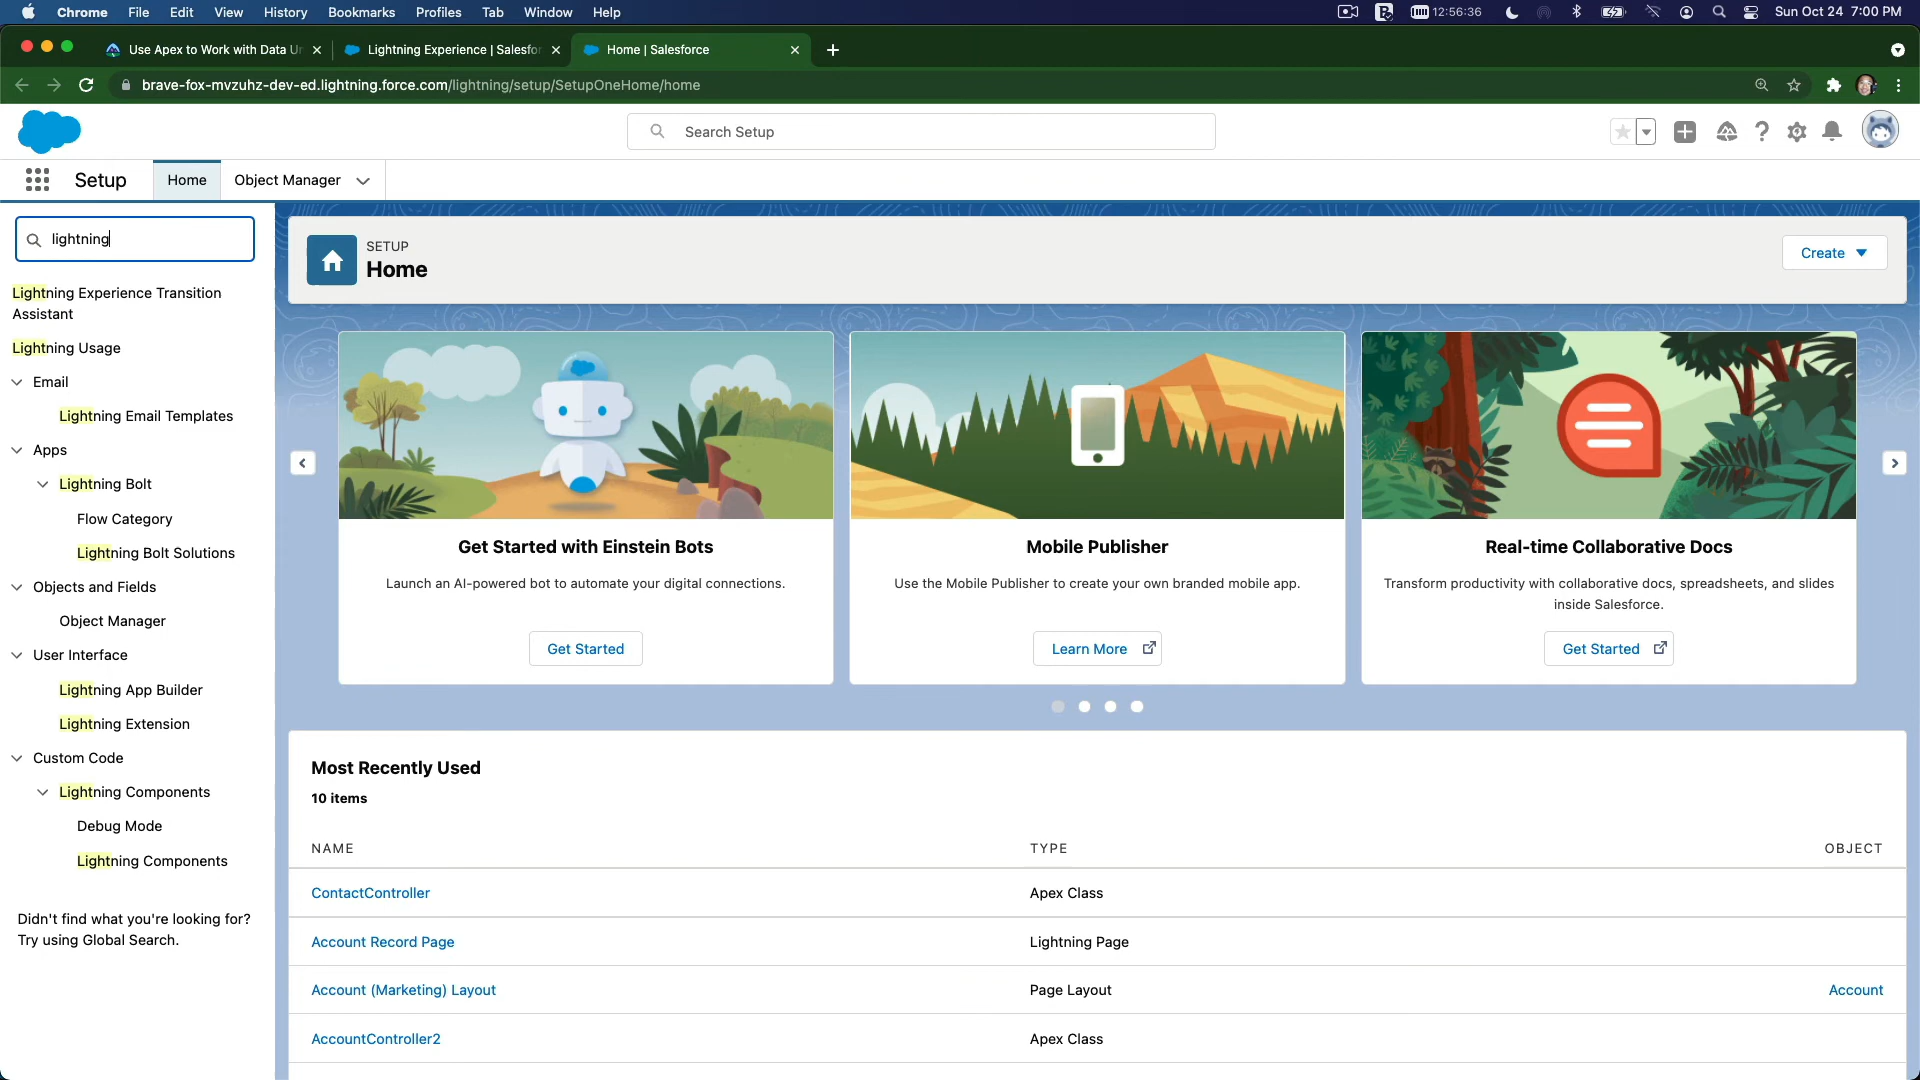 Chrome File Edit View History Bookmarks Profiles Tab Window Help 12:56:36 Sun Oct 24 7:00 PM
Use Apex to Work with Data Un Lightning Experience | Salesfor Home | Salesforce
brave-fox-mvzuhz-dev-ed.lightning.force.com/lightning/setup/SetupOneHome/home
Search Setup
Setup Home Object Manager
lightning
Lightning Experience Transition
Assistant
Lightning Usage
Email
Lightning Email Templates
Apps
Lightning Bolt
Flow Category
Lightning Bolt Solutions
Objects and Fields
Object Manager
User Interface
Lightning App Builder
Lightning Extension
Custom Code
Lightning Components
Debug Mode
Lightning Components
Didn't find what you're looking for?
Try using Global Search.
SETUP
Home
Create
Get Started with Einstein Bots
Launch an AI-powered bot to automate your digital connections.
Get Started
Mobile Publisher
Use the Mobile Publisher to create your own branded mobile app.
Learn More
Real-time Collaborative Docs
Transform productivity with collaborative docs, spreadsheets, and slides
inside Salesforce.
Get Started
Most Recently Used
10 items
NAME TYPE OBJECT
ContactController Apex Class
Account Record Page Lightning Page
Account (Marketing) Layout Page Layout Account
AccountController2 Apex Class